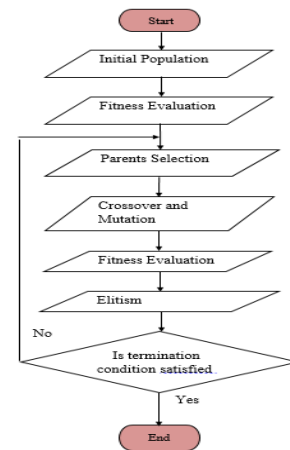 Start
Initial Population
Fitness Evaluation
Parents Selection
Crossover and
Mutation
Fitness Evaluation
Elitism
No
Is termination
condition satisfied
Yes
End